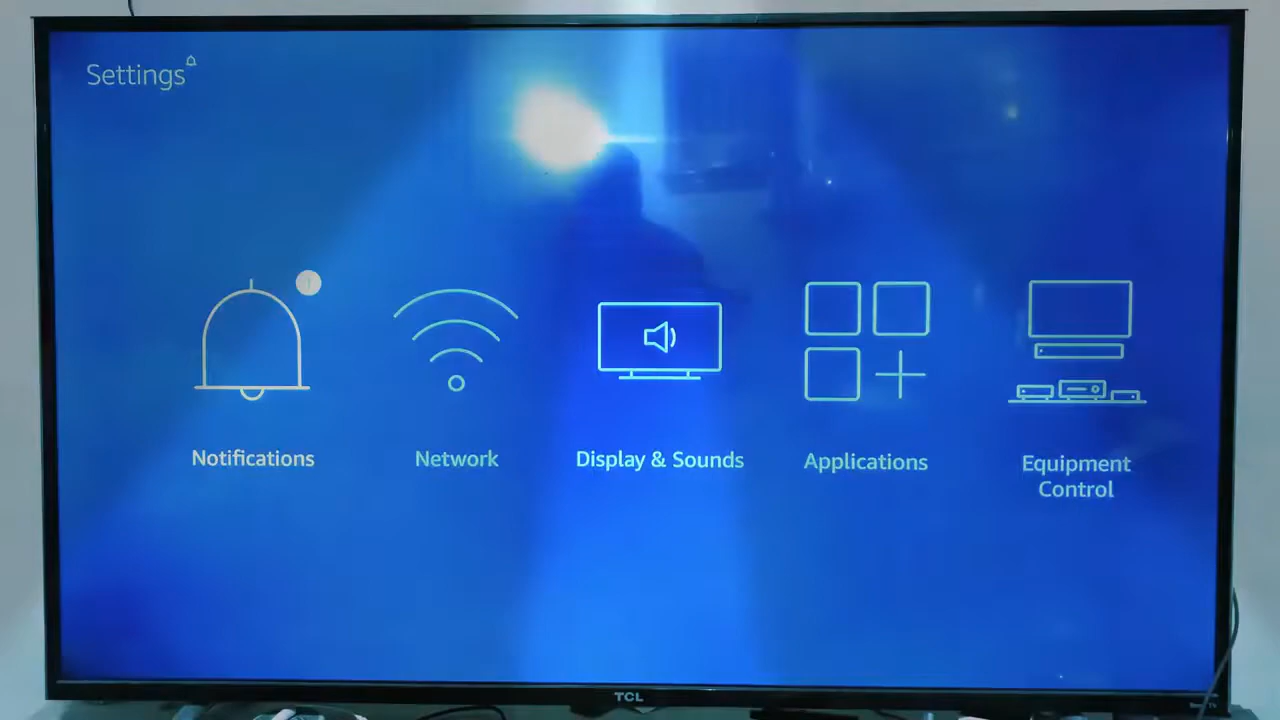 Settings
Notifications
Network
Display & Sounds
Applications
Equipment
Control
TCL